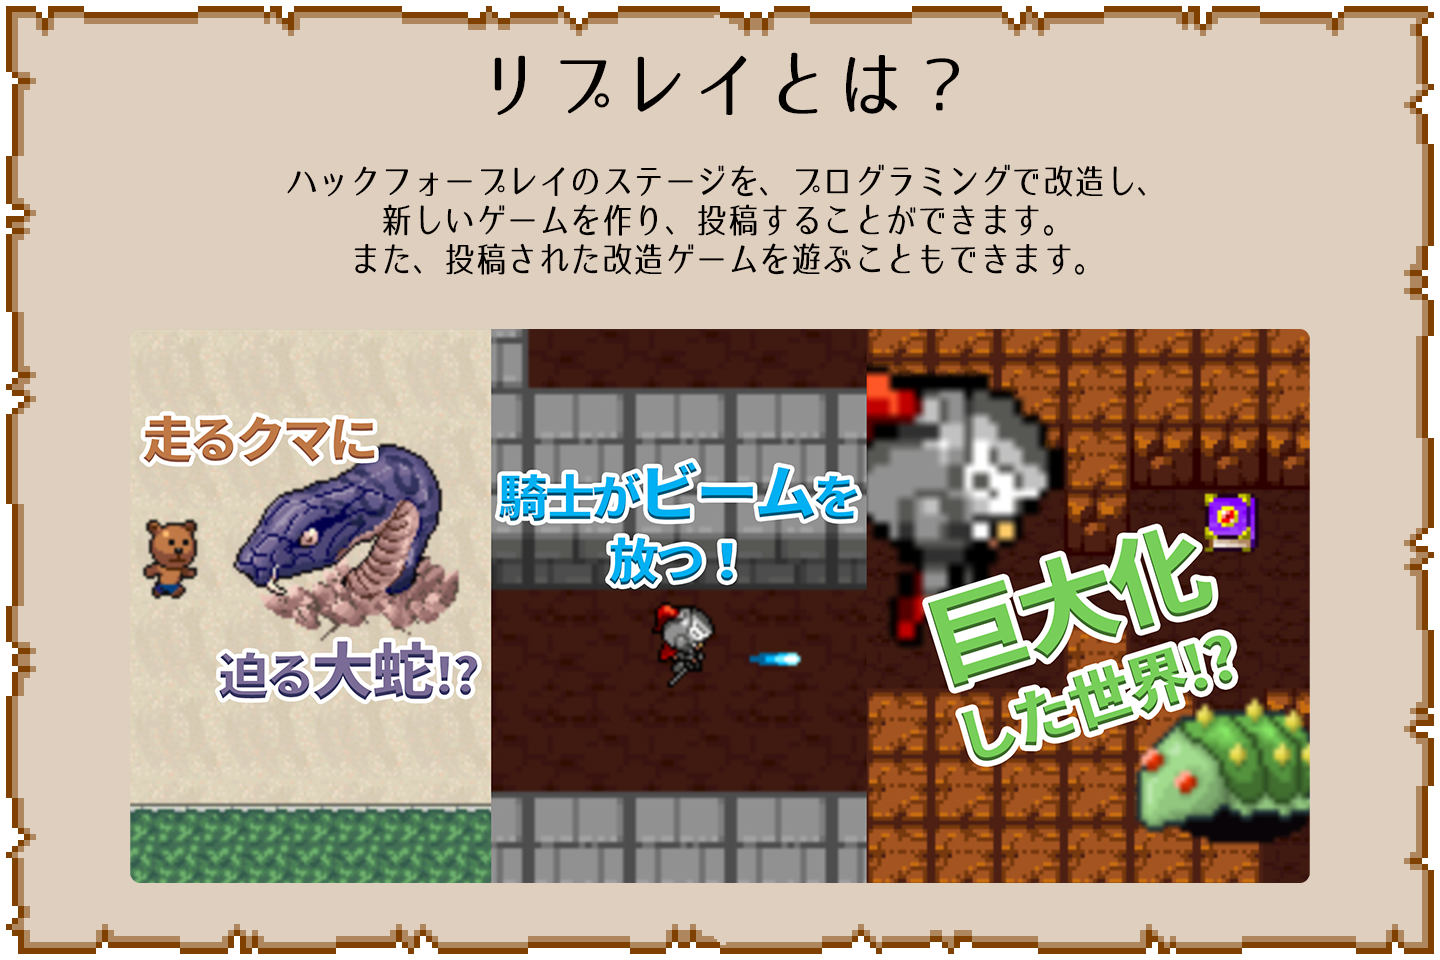 リプレイとは？
ハックフォープレイのステージを、プログラミングで改造し、
新しいゲームを作り、投稿することができます。
また、投稿された改造ゲームを遊ぶこともできます。
走るクマに
迫る大蛇!?
騎士がビームを
放つ！
巨大化
した世界!?